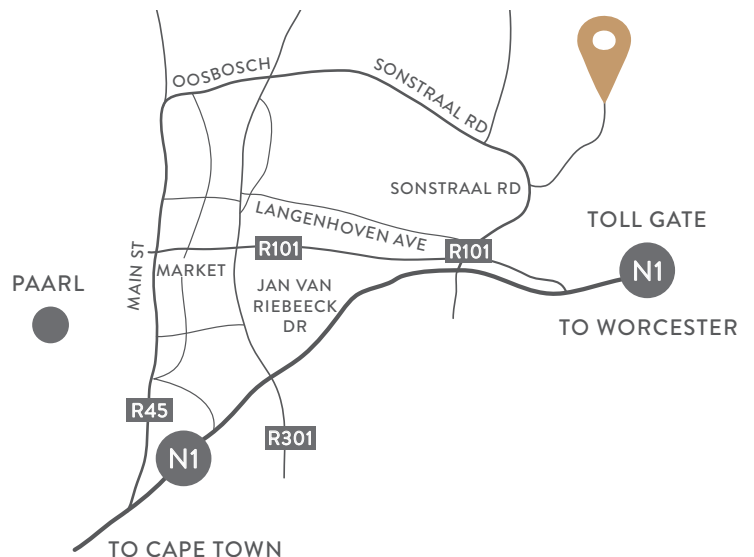 OOSBOSCH
SONSTRAAL RD
SONSTRAAL RD
LANGENHOVEN AVE
TOLL GATE
MAIN ST
R101
R101
N1
MARKET
PAARL
JAN VAN
RIEBEECK
DR
TO WORCESTER
R45
R301
N1
TO CAPE TOWN